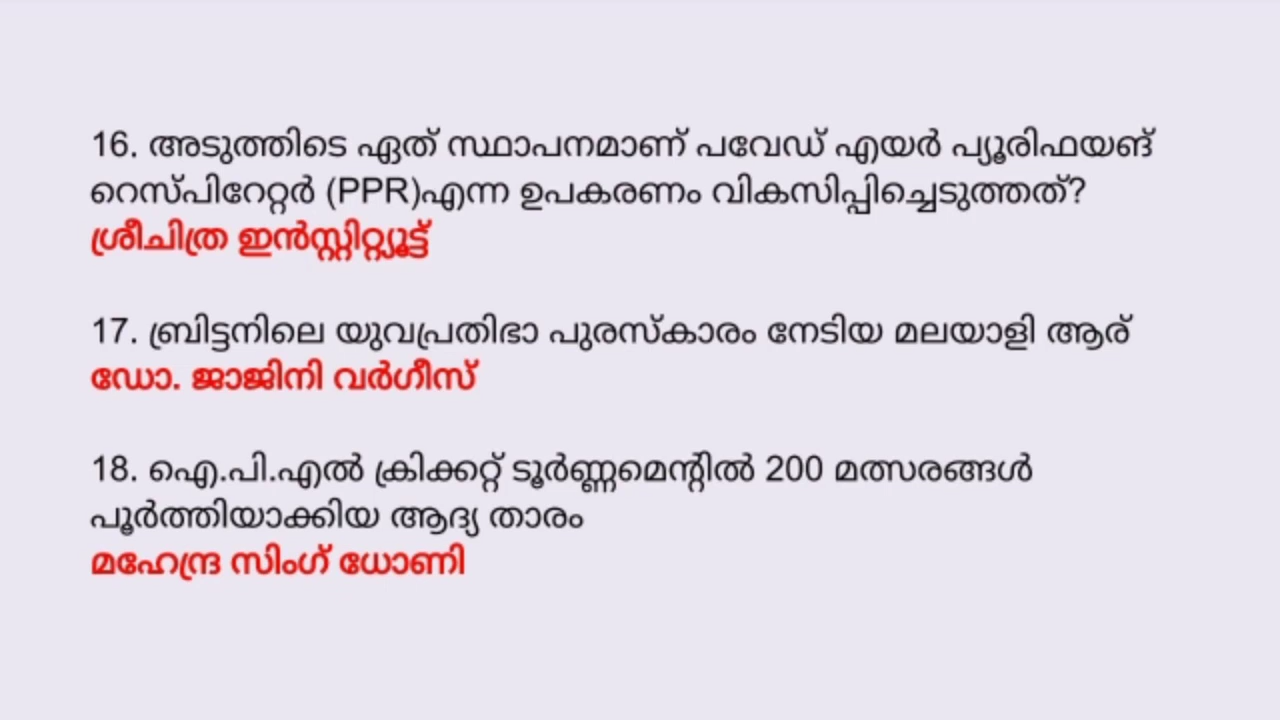 16. അടുത്തിടെ ഏത് സ്ഥാപനമാണ് പവേഡ് എയർ പ്യൂരിഫയങ്
റെസ്പിറേറ്റർ (PPR)എന്ന ഉപകരണം വികസിപ്പിച്ചെടുത്തത്?
ശ്രീചിത്ര ഇൻസ്റ്റിറ്റ്യൂട്ട്
17. ബ്രിട്ടനിലെ യുവപ്രതിഭാ പുരസ്കാരം നേടിയ മലയാളി ആര്
ഡോ. ജാജിനി വർഗീസ്
18. ഐ.പി.എൽ ക്രിക്കറ്റ് ടൂർണ്ണമെന്റിൽ 200 മത്സരങ്ങൾ
പൂർത്തിയാക്കിയ ആദ്യ താരം
മഹേന്ദ്ര സിംഗ് ധോണി